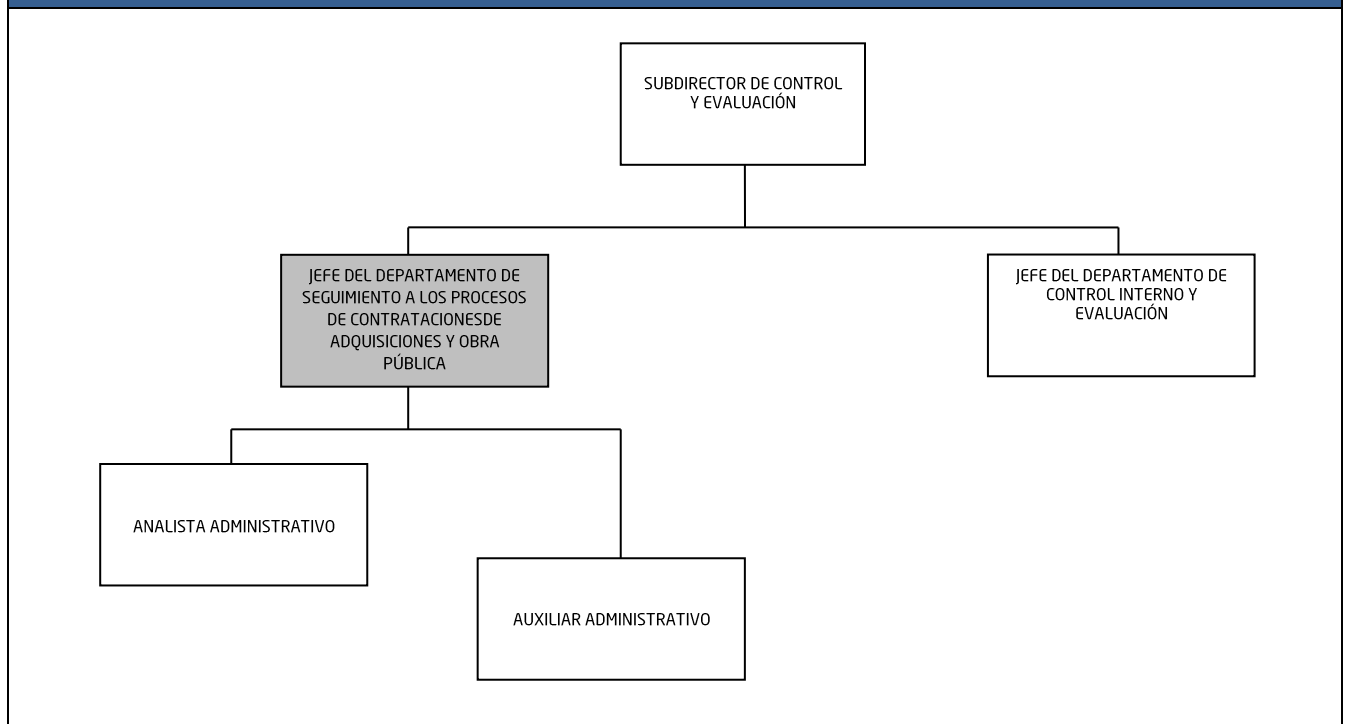 SUBDIRECTOR DE CONTROL
Y EVALUACIÓN
JEFE DEL DEPARTAMENTO DE
SEGUIMIENTO A LOS PROCESOS
DE CONTRATACIONESDE
ADQUISICIONES Y OBRA
PÚBLICA
JEFE DEL DEPARTAMENTO DE
CONTROL INTERNO Y
EVALUACIÓN
ANALISTA ADMINISTRATIVO
AUXILIAR ADMINISTRATIVO